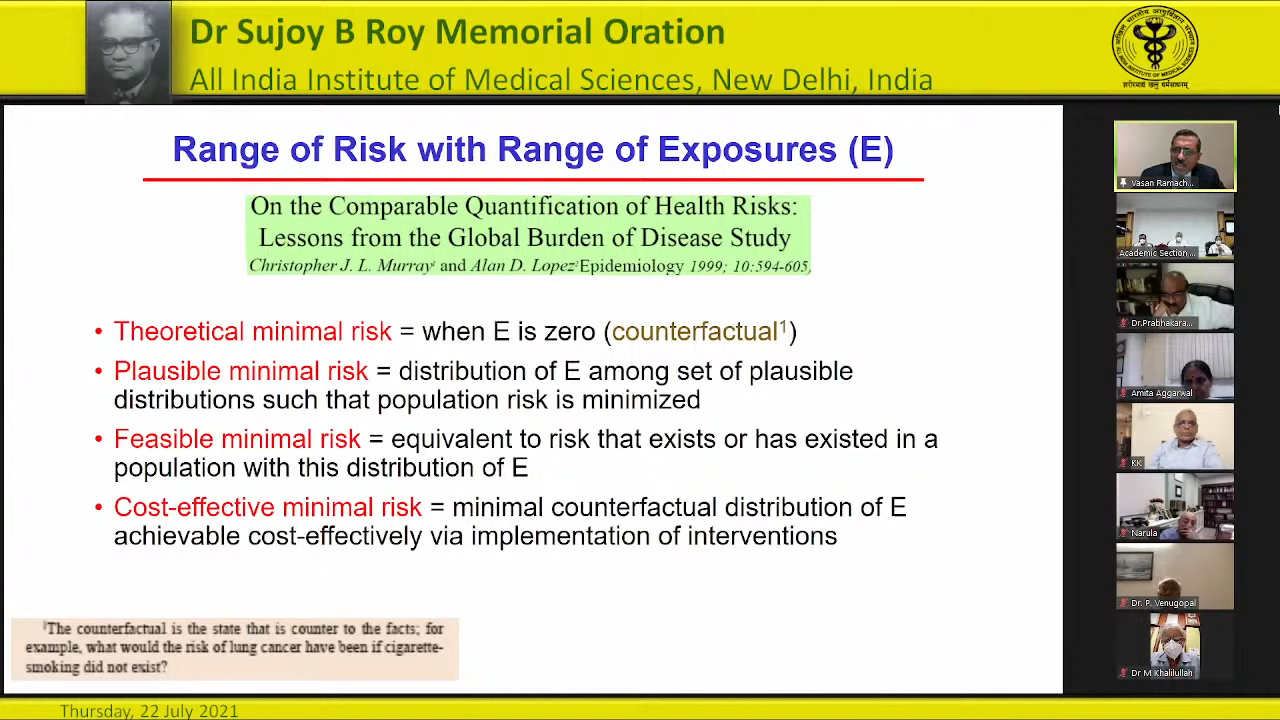 Dr Sujoy B Roy Memorial Oration
All India Institute of Medical Sciences, New Delhi, India
Range of Risk with Range of Exposures (E)
On the Comparable Quantification of Health Risks:
Lessons from the Global Burden of Disease Study
Christopher J. L. Murray¹ and Alan D. Lopez² Epidemiology 1999; 10:594-605,
• Theoretical minimal risk = when E is zero (counterfactual¹)
• Plausible minimal risk = distribution of E among set of plausible
distributions such that population risk is minimized
• Feasible minimal risk = equivalent to risk that exists or has existed in a
population with this distribution of E
• Cost-effective minimal risk = minimal counterfactual distribution of E
achievable cost-effectively via implementation of interventions
¹The counterfactual is the state that is counter to the facts; for
example, what would the risk of lung cancer have been if cigarette-
smoking did not exist?
Thursday, 22 July 2021
Vasan Ramach...
Academic Section,...
Dr.Prabhakara...
Amita Aggarwal
KK
Narula
Dr. P. Venugopal
Dr M Khalilullah